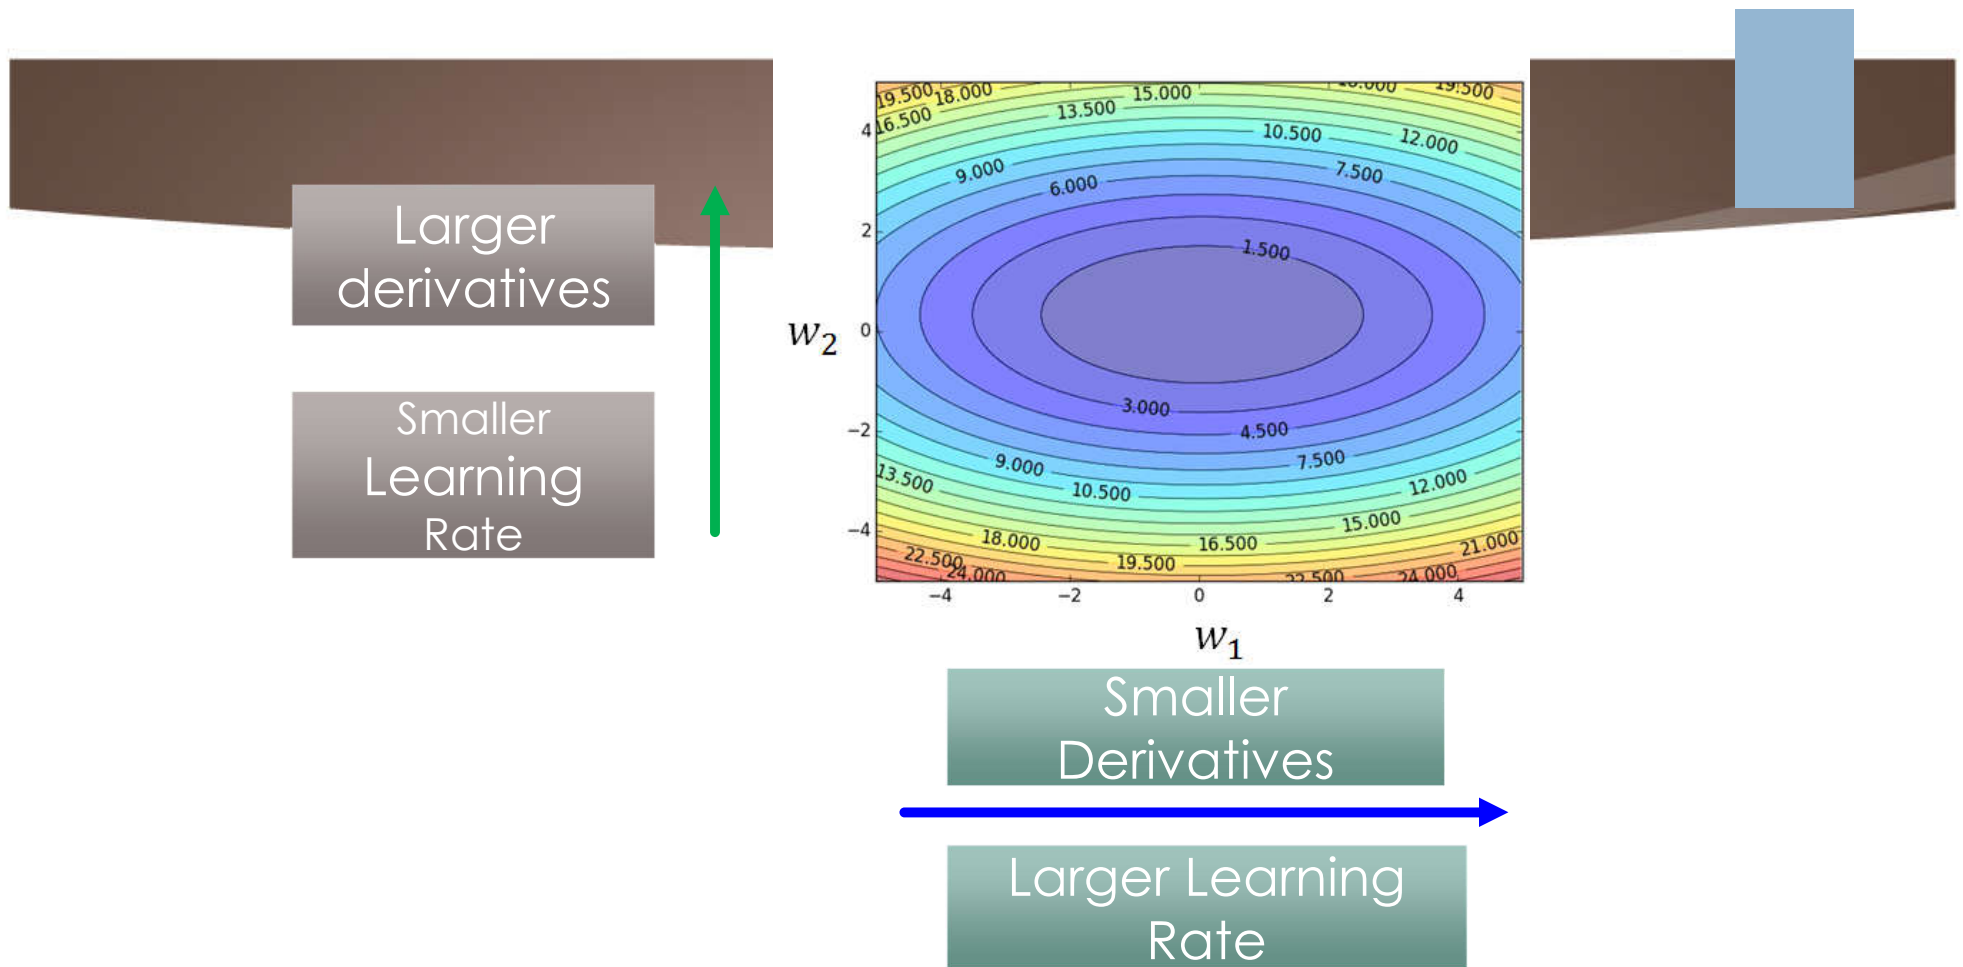 Larger
derivatives
Smaller
Learning
Rate
w₂
19.500
18.000
15.000
18.000
19.500
16.500
13.500
10.500
12.000
9.000
6.000
7.500
1.500
3.000
4.500
9.000
7.500
13.500
10.500
12.000
15.000
18.000
16.500
21.000
22.500
19.500
24.000
22.500
24.000
4
2
0
−2
−4
−4 −2 0 2 4
w₁
Smaller
Derivatives
Larger Learning
Rate